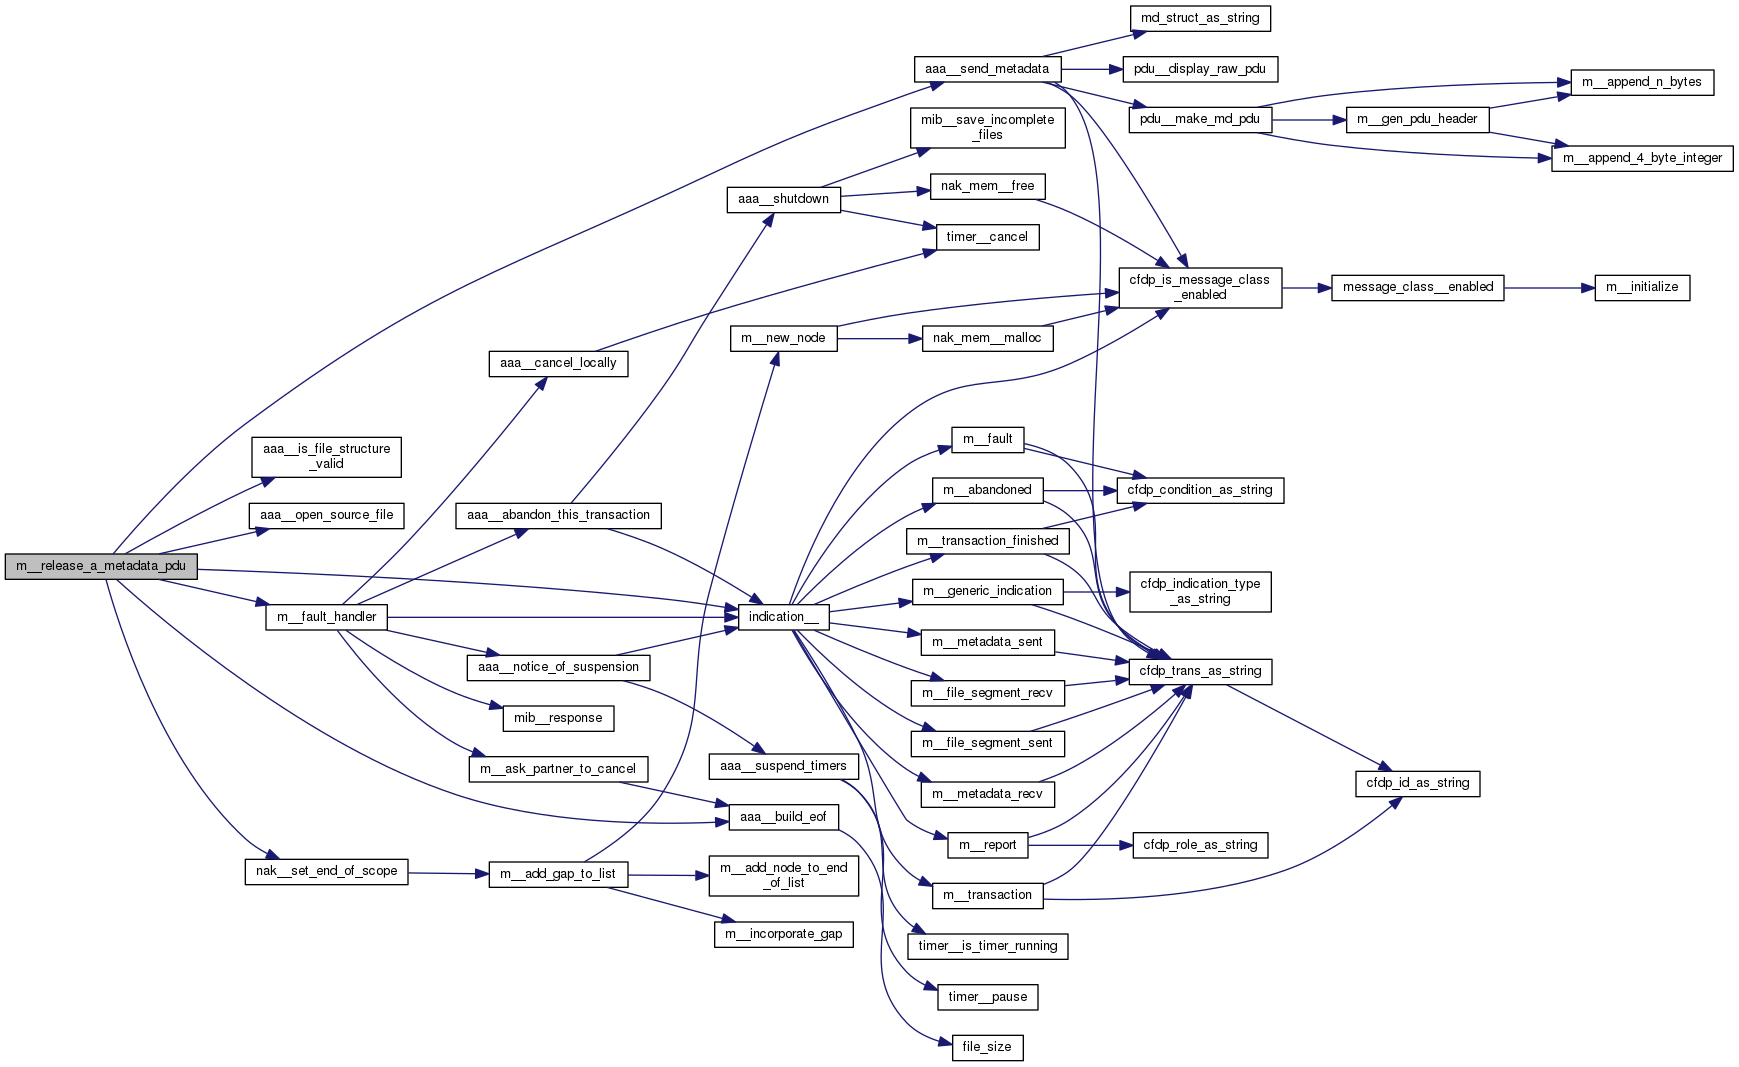 md_struct_as_string
aaa__send_metadata
pdu__display_raw_pdu
m__append_n_bytes
mib__save_incomplete
_files
pdu__make_md_pdu
m__gen_pdu_header
m__append_4_byte_integer
aaa__shutdown
nak_mem__free
timer__cancel
cfdp_is_message_class
_enabled
message_class__enabled
m__initialize
m__new_node
nak_mem__malloc
aaa__cancel_locally
aaa__is_file_structure
_valid
m__fault
m__abandoned
cfdp_condition_as_string
aaa__open_source_file
aaa__abandon_this_transaction
m__transaction_finished
m__release_a_metadata_pdu
m__generic_indication
cfdp_indication_type
_as_string
m__fault_handler
indication__
m__metadata_sent
aaa__notice_of_suspension
cfdp_trans_as_string
m__file_segment_recv
mib__response
m__file_segment_sent
m__ask_partner_to_cancel
aaa__suspend_timers
cfdp_id_as_string
m__metadata_recv
aaa__build_eof
m__report
cfdp_role_as_string
nak__set_end_of_scope
m__add_gap_to_list
m__add_node_to_end
_of_list
m__transaction
m__incorporate_gap
timer__is_timer_running
timer__pause
file_size